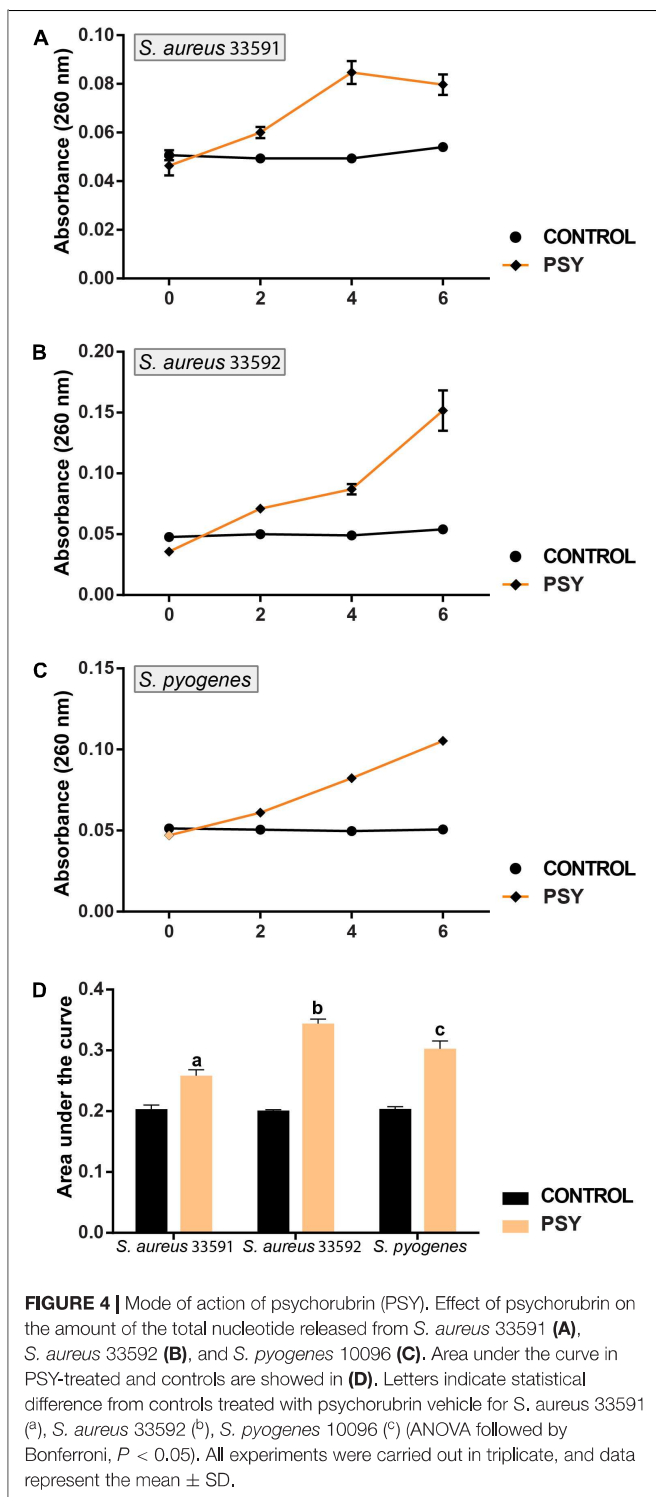 A
S. aureus 33591
Absorbance (260 nm)
0.10
0.08
0.06
0.04
0.02
0.00
0 2 4 6
CONTROL
PSY
B
S. aureus 33592
Absorbance (260 nm)
0.20
0.15
0.10
0.05
0.00
0 2 4 6
CONTROL
PSY
C
S. pyogenes
Absorbance (260 nm)
0.15
0.10
0.05
0.00
0 2 4 6
CONTROL
PSY
D
Area under the curve
0.4
0.3
0.2
0.1
0.0
a
b
c
S. aureus 33591 S. aureus 33592 S. pyogenes
CONTROL
PSY
FIGURE 4 | Mode of action of psychorubrin (PSY). Effect of psychorubrin on
the amount of the total nucleotide released from S. aureus 33591 (A),
S. aureus 33592 (B), and S. pyogenes 10096 (C). Area under the curve in
PSY-treated and controls are showed in (D). Letters indicate statistical
difference from controls treated with psychorubrin vehicle for S. aureus 33591
(a), S. aureus 33592 (b), S. pyogenes 10096 (c) (ANOVA followed by
Bonferroni, P < 0.05). All experiments were carried out in triplicate, and data
represent the mean ± SD.